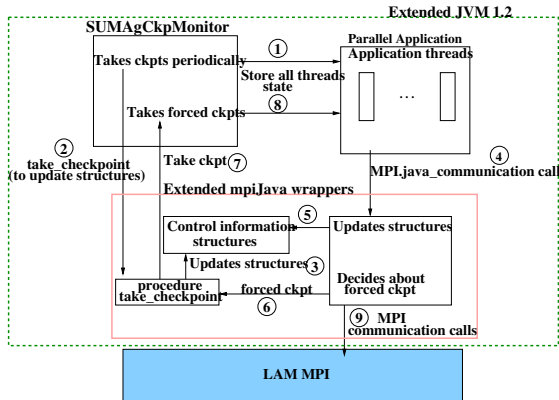 Extended JVM 1.2
SUMAgCkpMonitor
Parallel Application
Application threads
Takes ckpts periodically
1
Store all threads
state
8
Takes forced ckpts
...
2
take_checkpoint
(to update structures)
Take ckpt 7
4
MPI.java_communication call
Extended mpiJava wrappers
5
Control information
structures
Updates structures
Updates structures 3
Decides about
forced ckpt
procedure
take_checkpoint
forced ckpt
6
9 MPI
communication calls
LAM MPI